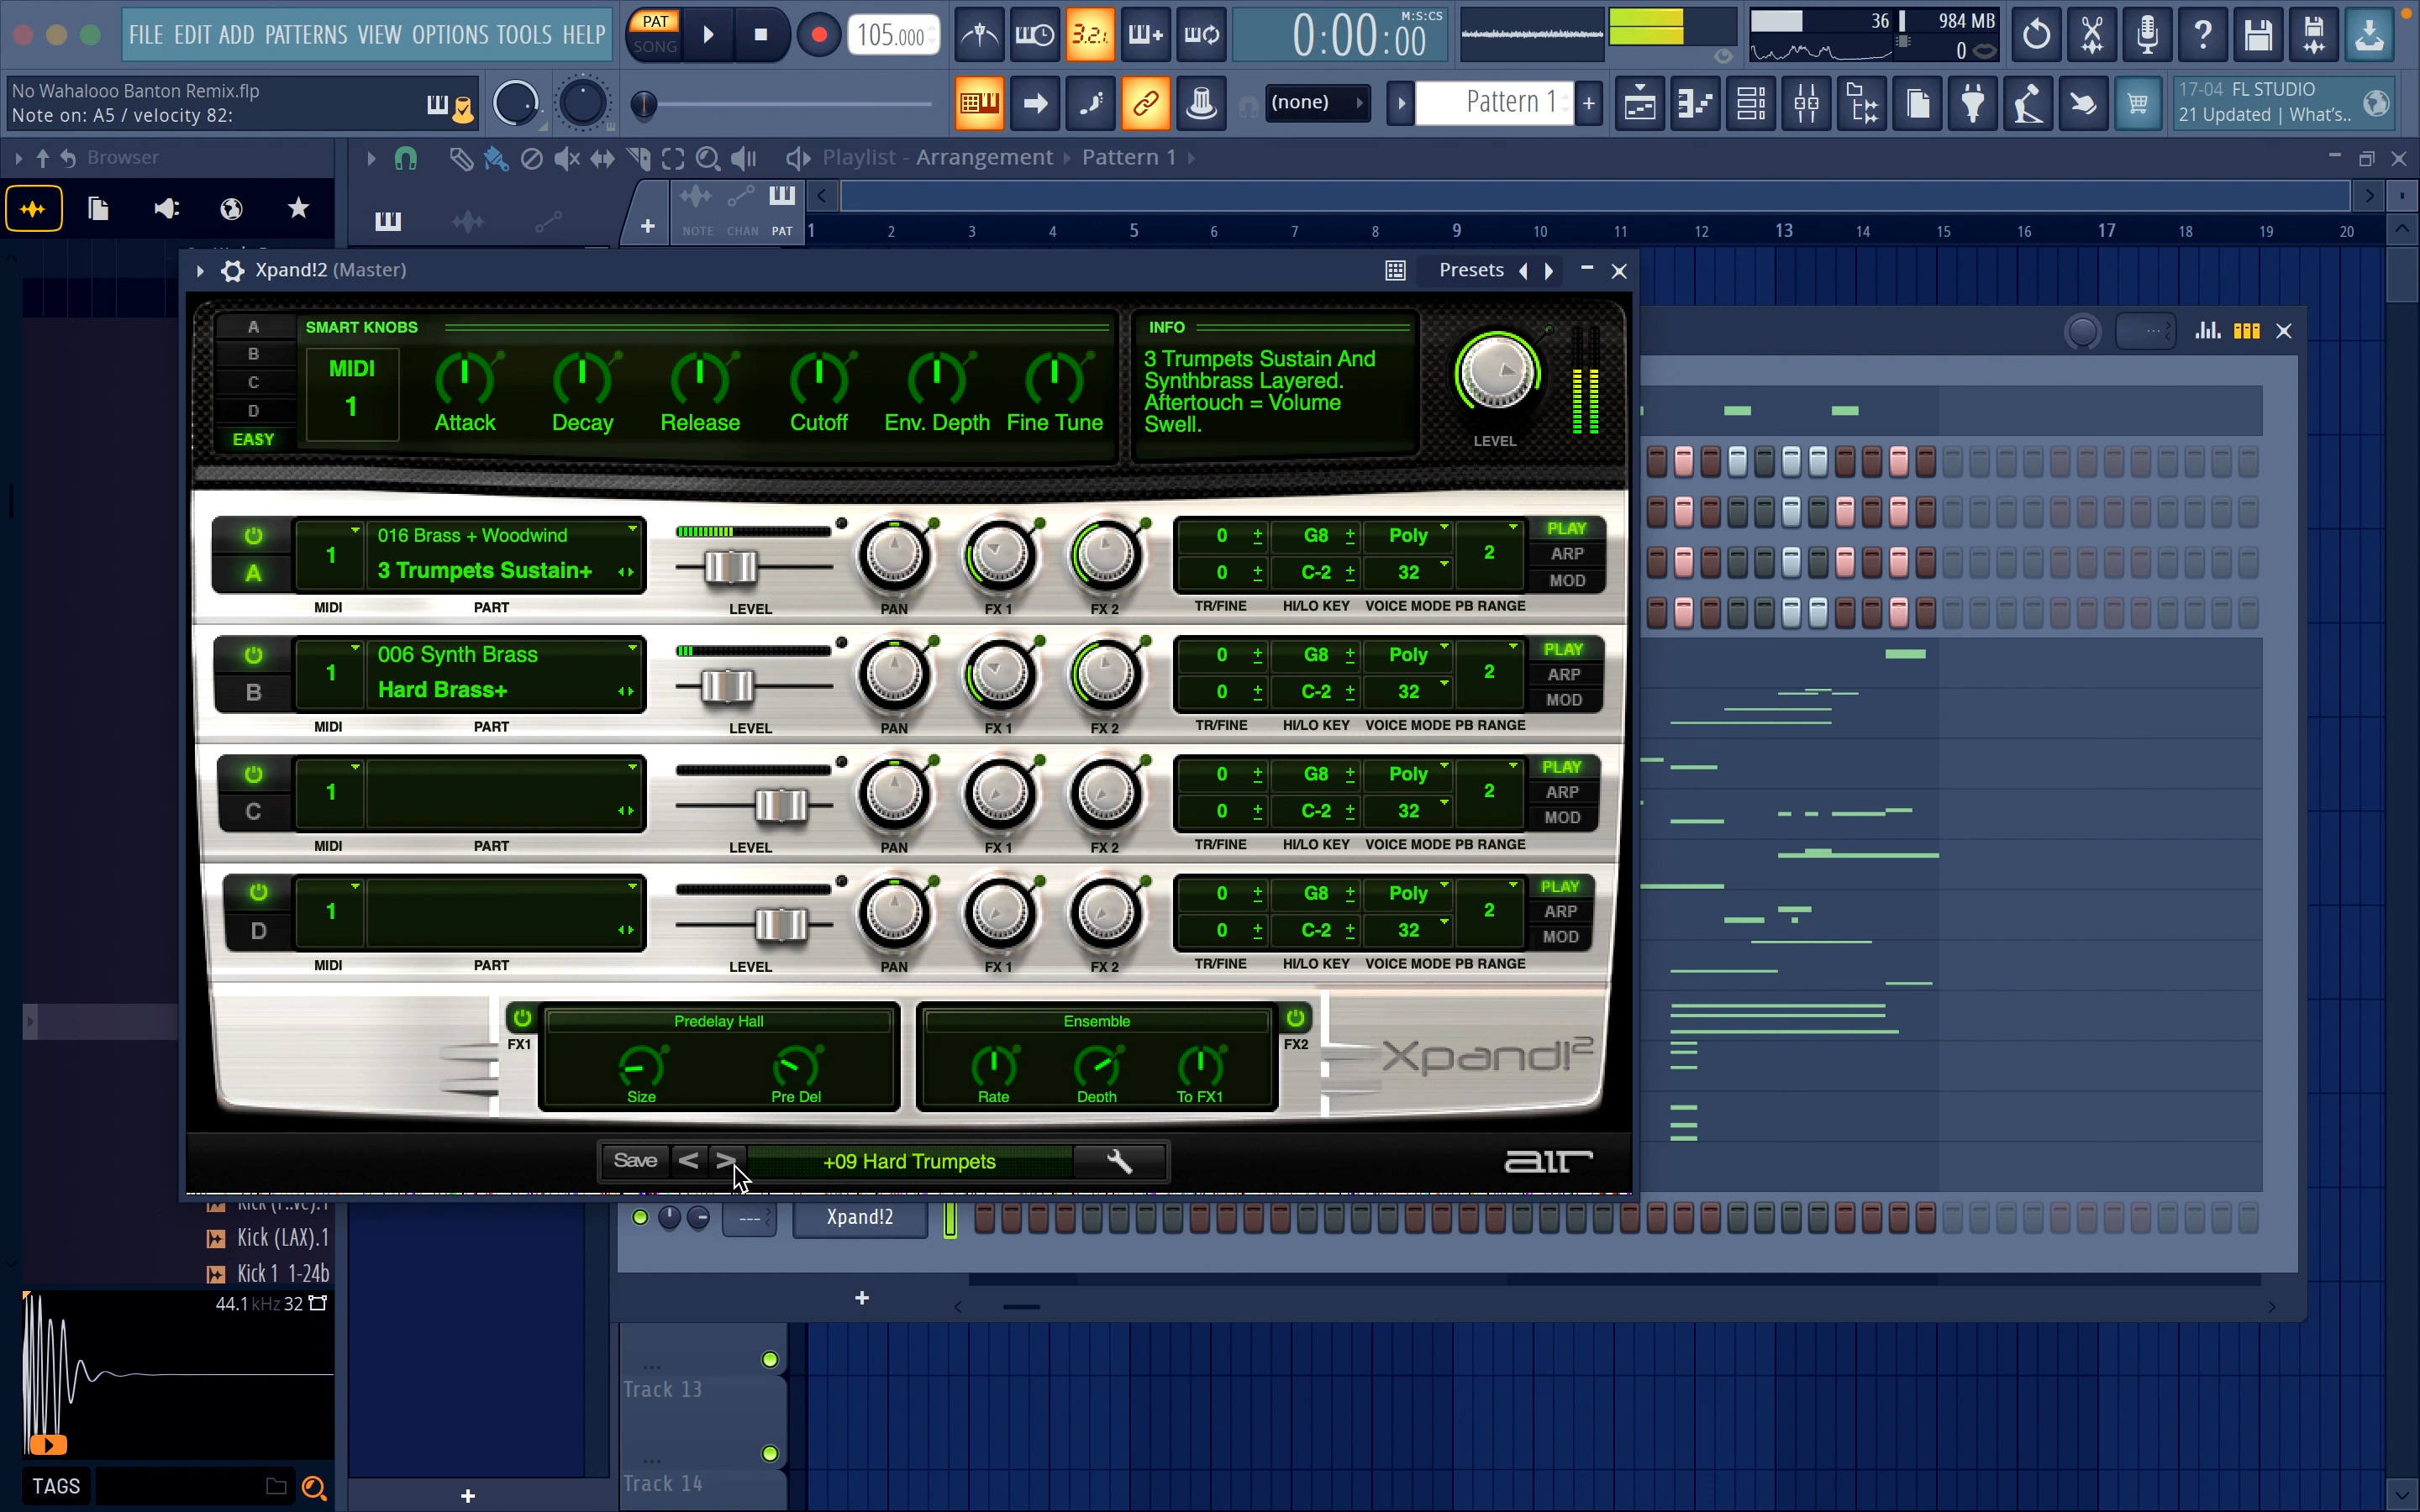 FILE EDIT ADD PATTERNS VIEW OPTIONS TOOLS HELP
PAT
SONG
105.000
3.2.
0:00:00
M:S:CS
36
984 MB
0
No Wahalooo Banton Remix.flp
Note on: A5 / velocity 82:
(none)
Pattern 1
+
17-04 FL STUDIO
21 Updated | What's..
Browser
Playlist - Arrangement
Pattern 1
NOTE CHAN PAT
1 2 3 4 5 6 7 8 9 10 11 12 13 14 15 16 17 18 19 20
Xpand!2 (Master)
Presets
A
B
C
D
EASY
SMART KNOBS
MIDI
1
Attack
Decay
Release
Cutoff
Env. Depth
Fine Tune
INFO
3 Trumpets Sustain And
Synthbrass Layered.
Aftertouch = Volume
Swell.
LEVEL
A
1
016 Brass + Woodwind
3 Trumpets Sustain+
0 G8 Poly
2
0 C-2 32
PLAY
ARP
MOD
MIDI PART LEVEL PAN FX 1 FX 2 TR/FINE HI/LO KEY VOICE MODE PB RANGE
B
1
006 Synth Brass
Hard Brass+
0 G8 Poly
2
0 C-2 32
PLAY
ARP
MOD
MIDI PART LEVEL PAN FX 1 FX 2 TR/FINE HI/LO KEY VOICE MODE PB RANGE
C
1
0 G8 Poly
2
0 C-2 32
PLAY
ARP
MOD
MIDI PART LEVEL PAN FX 1 FX 2 TR/FINE HI/LO KEY VOICE MODE PB RANGE
D
1
0 G8 Poly
2
0 C-2 32
PLAY
ARP
MOD
MIDI PART LEVEL PAN FX 1 FX 2 TR/FINE HI/LO KEY VOICE MODE PB RANGE
FX1
Predelay Hall
Size
Pre Del
Ensemble
Rate
Depth
To FX1
FX2
Xpand!2
Save < >
+09 Hard Trumpets
air
---
Xpand!2
Kick (LAX).1
Kick 1 1-24b
44.1 kHz 32
+
...
Track 13
...
Track 14
TAGS
+